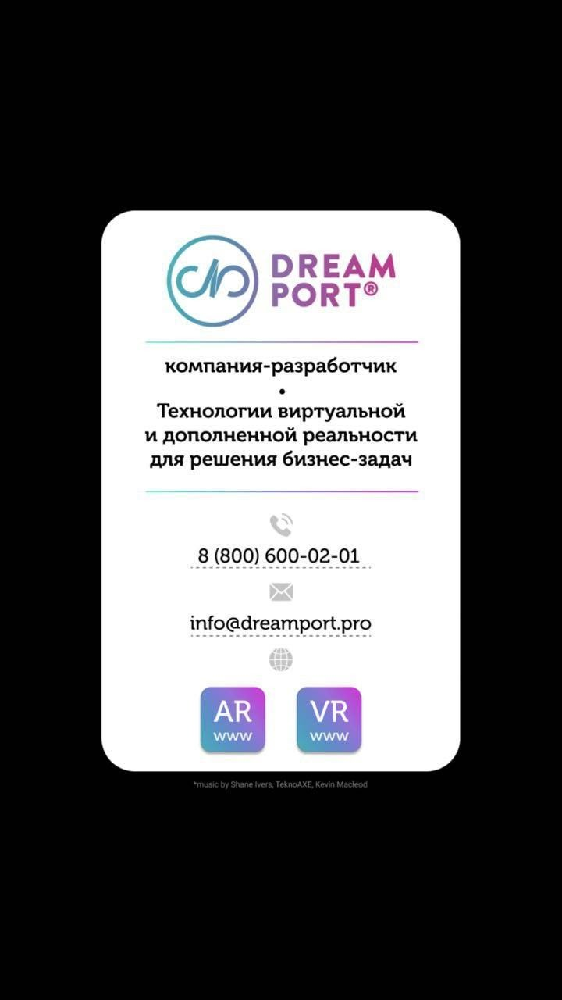 DREAM
PORT®
компания-разработчик
•
Технологии виртуальной
и дополненной реальности
для решения бизнес-задач
8 (800) 600-02-01
info@dreamport.pro
AR
www
VR
www
*music by Shane Ivers, TeknoAXE, Kevin Macleod